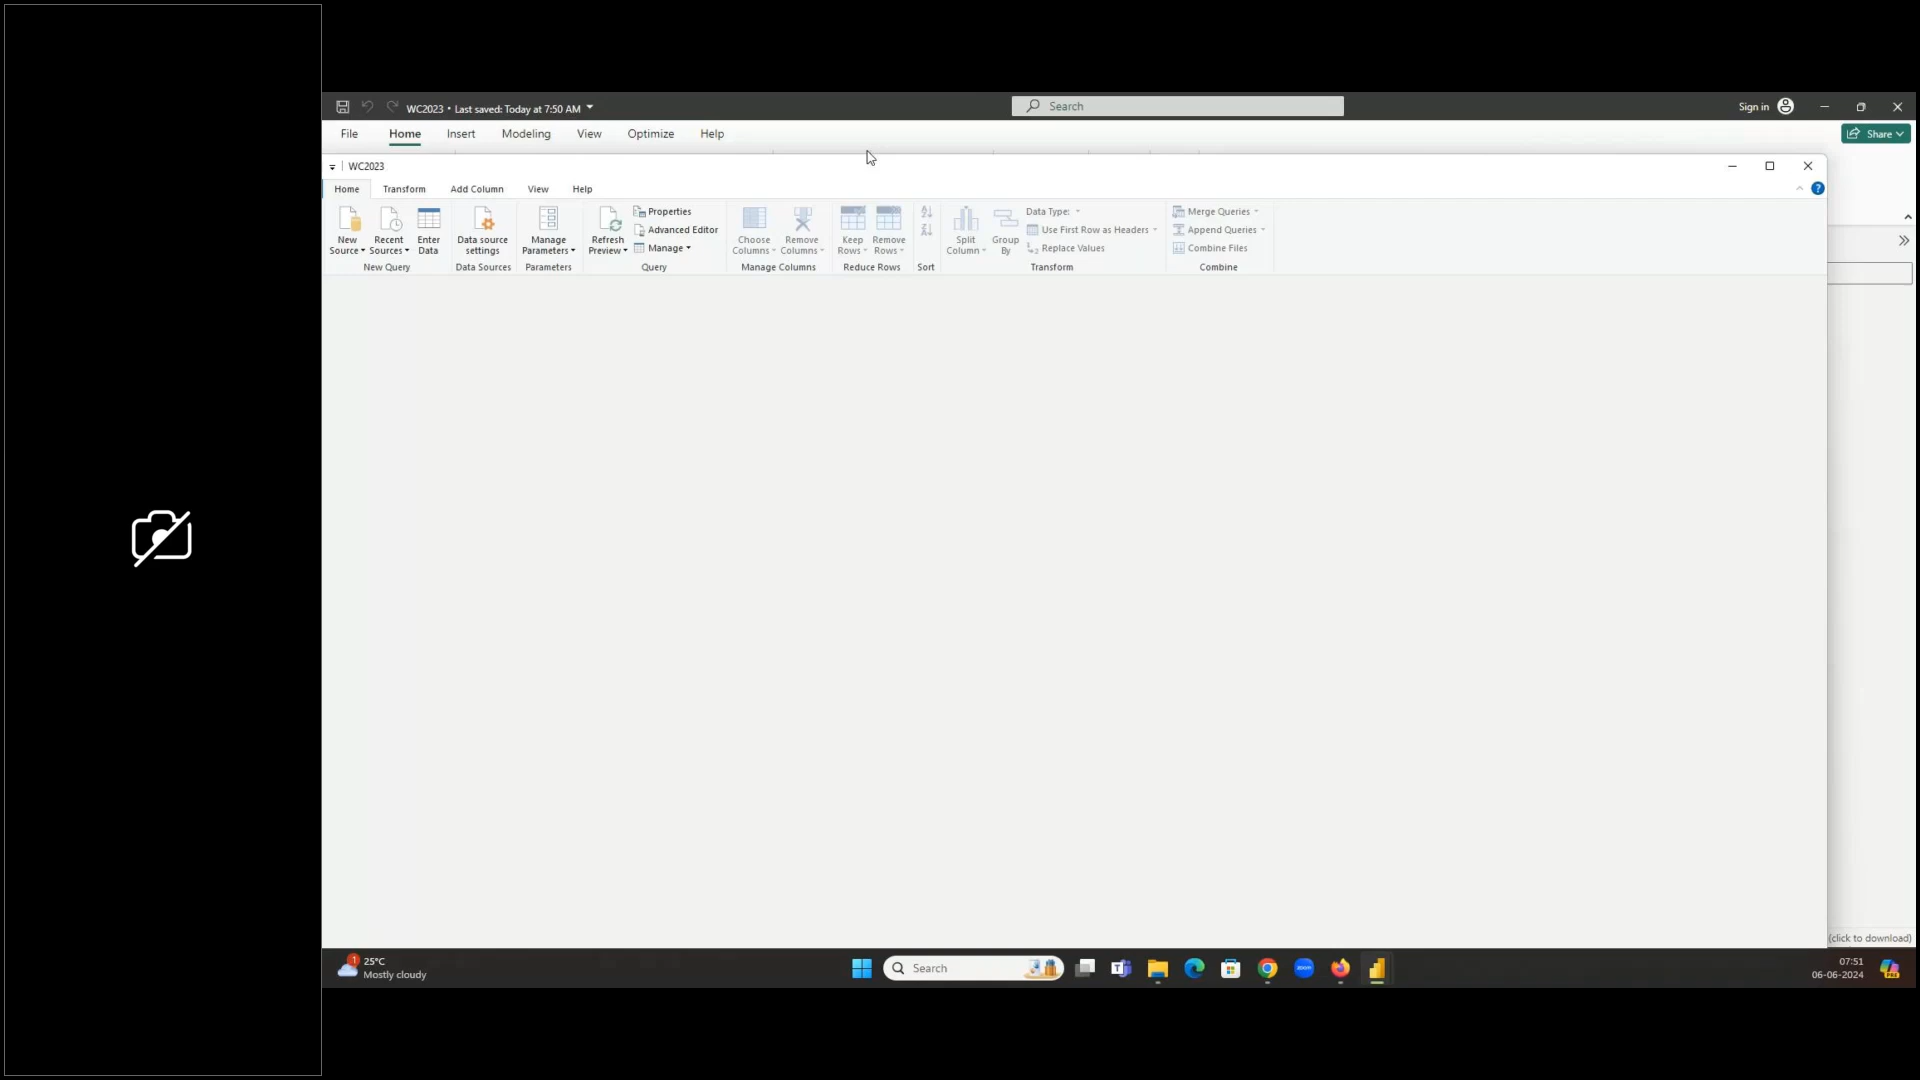 WC2023 • Last saved: Today at 7:50 AM
Search
Sign in
File Home Insert Modeling View Optimize Help
Share
WC2023
Home Transform Add Column View Help
New Source
Recent Sources
Enter Data
New Query
Data source settings
Data Sources
Manage Parameters
Parameters
Refresh Preview
Properties
Advanced Editor
Manage
Query
Choose Columns
Remove Columns
Manage Columns
Keep Rows
Remove Rows
Reduce Rows
Sort
Split Column
Group By
Data Type:
Use First Row as Headers
Replace Values
Transform
Merge Queries
Append Queries
Combine Files
Combine
(click to download)
1
25°C
Mostly cloudy
Search
zoom
07:51
06-06-2024
PRE